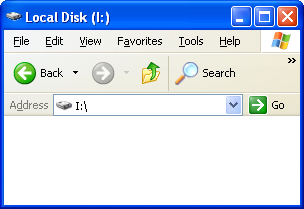 Local Disk (I:)
File Edit View Favorites Tools Help
Back Search »
Address I:\ Go